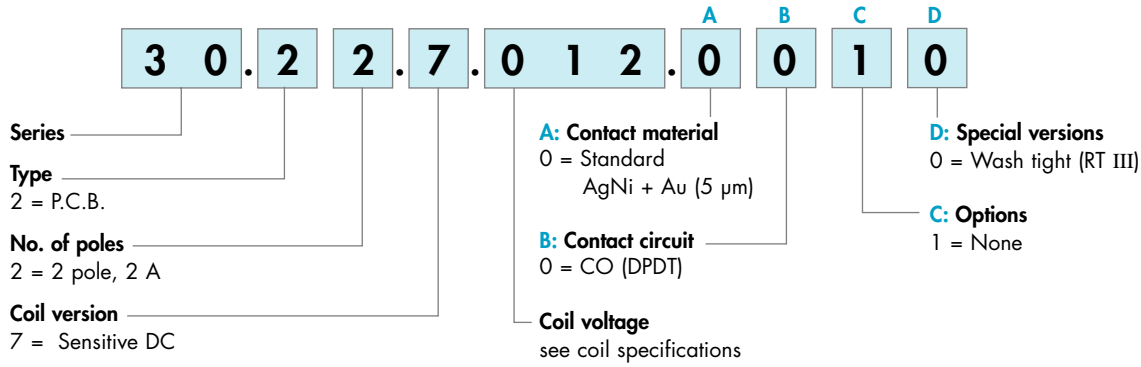 A B C D
3 0 . 2 2 . 7 . 0 1 2 . 0 0 1 0
Series
Type
2 = P.C.B.
No. of poles
2 = 2 pole, 2 A
Coil version
7 = Sensitive DC
A: Contact material
0 = Standard
AgNi + Au (5 µm)
B: Contact circuit
0 = CO (DPDT)
Coil voltage
see coil specifications
D: Special versions
0 = Wash tight (RT III)
C: Options
1 = None